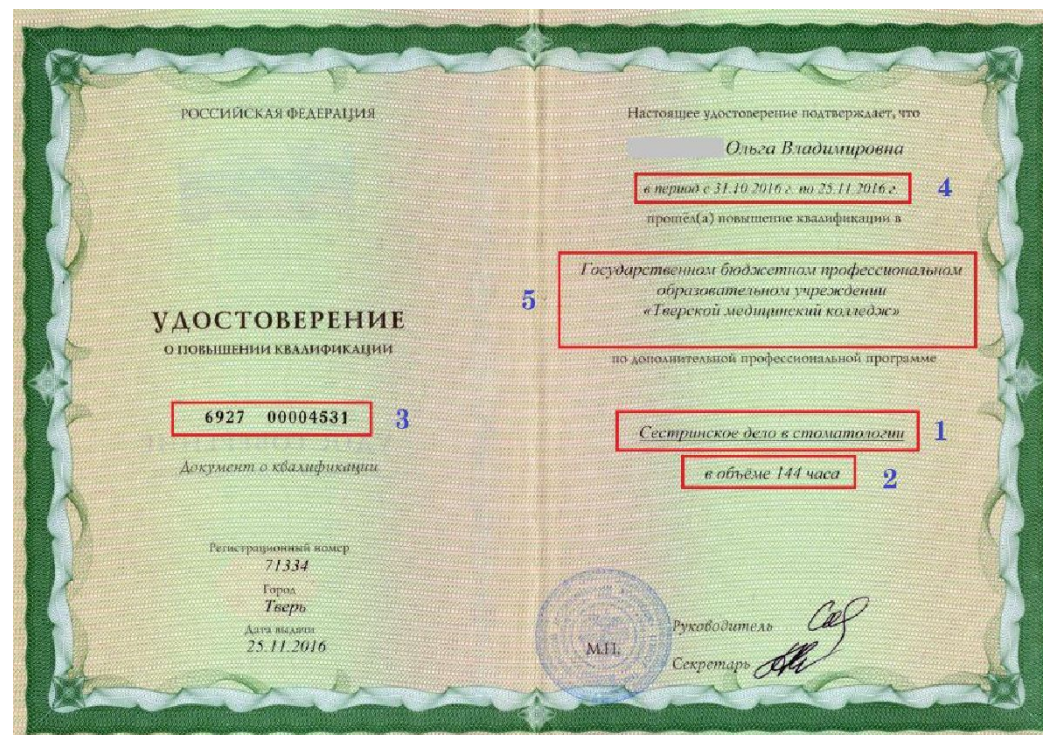 РОССИЙСКАЯ ФЕДЕРАЦИЯ
УДОСТОВЕРЕНИЕ
О ПОВЫШЕНИИ КВАЛИФИКАЦИИ
6927 00004531
3
Документ о квалификации
Регистрационный номер
71334
Город
Тверь
Дата выдачи
25.11.2016
Настоящее удостоверение подтверждает, что
Ольга Владимировна
в период с 31.10.2016 г. по 25.11.2016 г.
4
прошёл(а) повышение квалификации в
Государственном бюджетном профессиональном
образовательном учреждении
«Тверской медицинский колледж»
5
по дополнительной профессиональной программе
Сестринское дело в стоматологии
1
в объёме 144 часа
2
Руководитель
М.П.
Секретарь